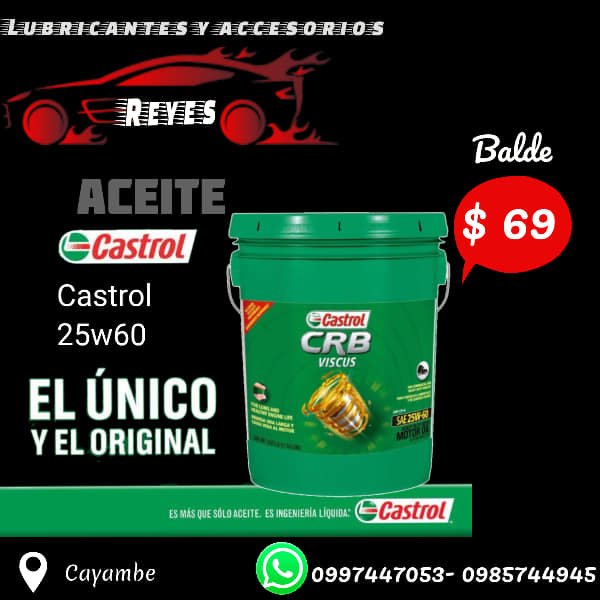 LUBRICANTES Y ACCESORIOS
REYES
Balde
$ 69
ACEITE
Castrol
Castrol
25w60
EL ÚNICO
Y EL ORIGINAL
Castrol
CRB
VISCUS
SAE 25W-60
MOTOR OIL
ES MÁS QUE SÓLO ACEITE. ES INGENIERÍA LÍQUIDA.
Castrol
Cayambe
0997447053- 0985744945